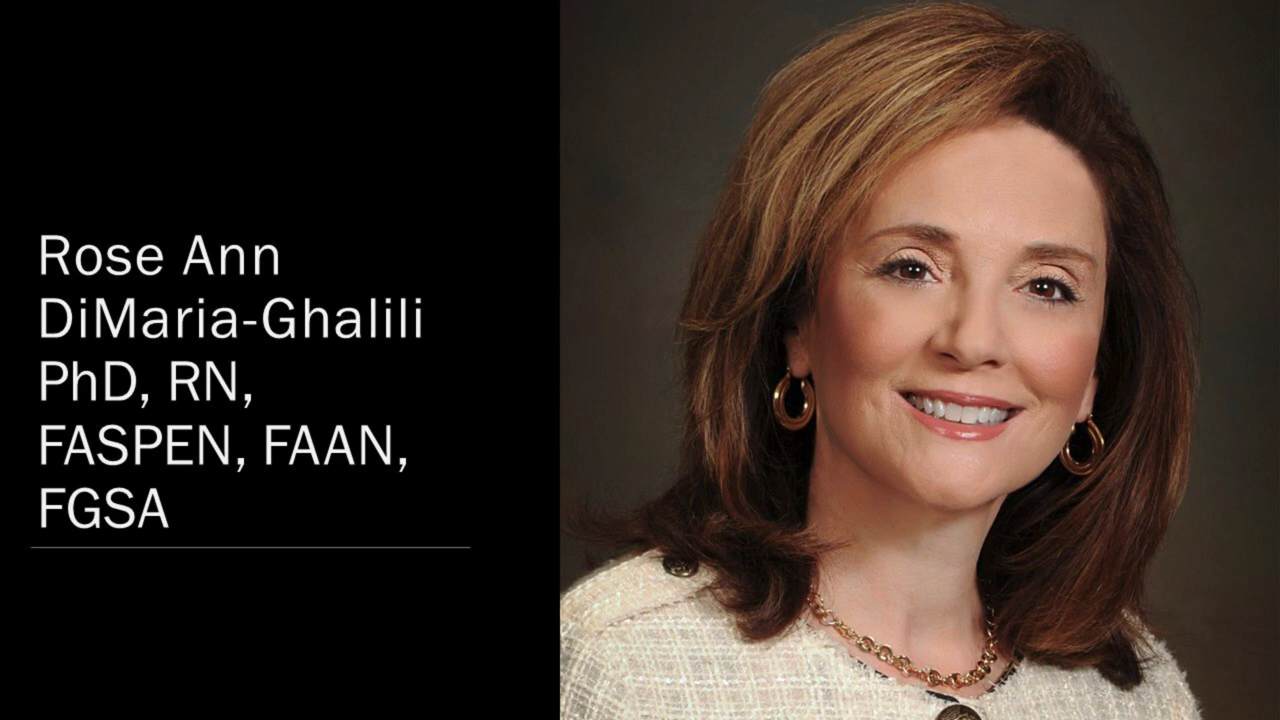 Rose Ann
DiMaria-Ghalili
PhD, RN,
FASPEN, FAAN,
FGSA